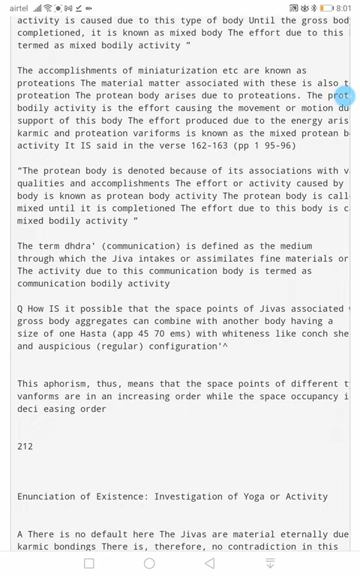 airtel 8:01
activity is caused due to this type of body Until the gross bod
completed, it is known as mixed body The effort due to this
termed as mixed bodily activity ”
The accomplishments of miniaturization etc are known as
proteations The material matter associated with these is also t
proteation The protean body arises due to proteations. The prot
bodily activity is the effort causing the movement or motion du
support of this body The effort produced due to the energy aris
karmic and proteation variforms is known as the mixed protean b
activity It IS said in the verse 162-163 (pp 1 95-96)
“The protean body is denoted because of its associations with v
qualities and accomplishments The effort or activity caused by
body is known as protean body activity The protean body is call
mixed until it is completed The effort due to this body is c
mixed bodily activity ”
The term dhdra' (communication) is defined as the medium
through which the Jiva intakes or assimilates fine materials or
The activity due to this communication body is termed as
communication bodily activity
Q How IS it possible that the space points of Jivas associated
gross body aggregates can combine with another body having a
size of one Hasta (app 45 70 ems) with whiteness like conch she
and auspicious (regular) configuration'^
This aphorism, thus, means that the space points of different t
vanforms are in an increasing order while the space occupancy i
deci easing order
212
Enunciation of Existence: Investigation of Yoga or Activity
A There is no default here The Jivas are material eternally due
karmic bondings There is, therefore, no contradiction in this